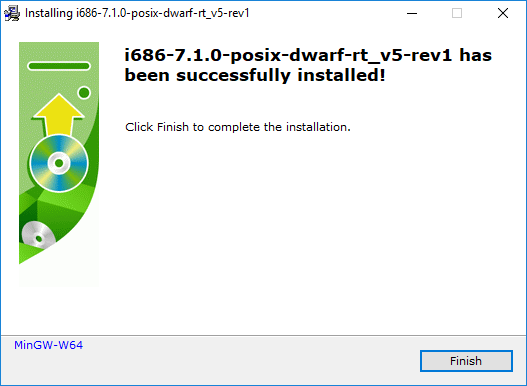 Installing i686-7.1.0-posix-dwarf-rt_v5-rev1
i686-7.1.0-posix-dwarf-rt_v5-rev1 has
been successfully installed!
Click Finish to complete the installation.
MinGW-W64
Finish